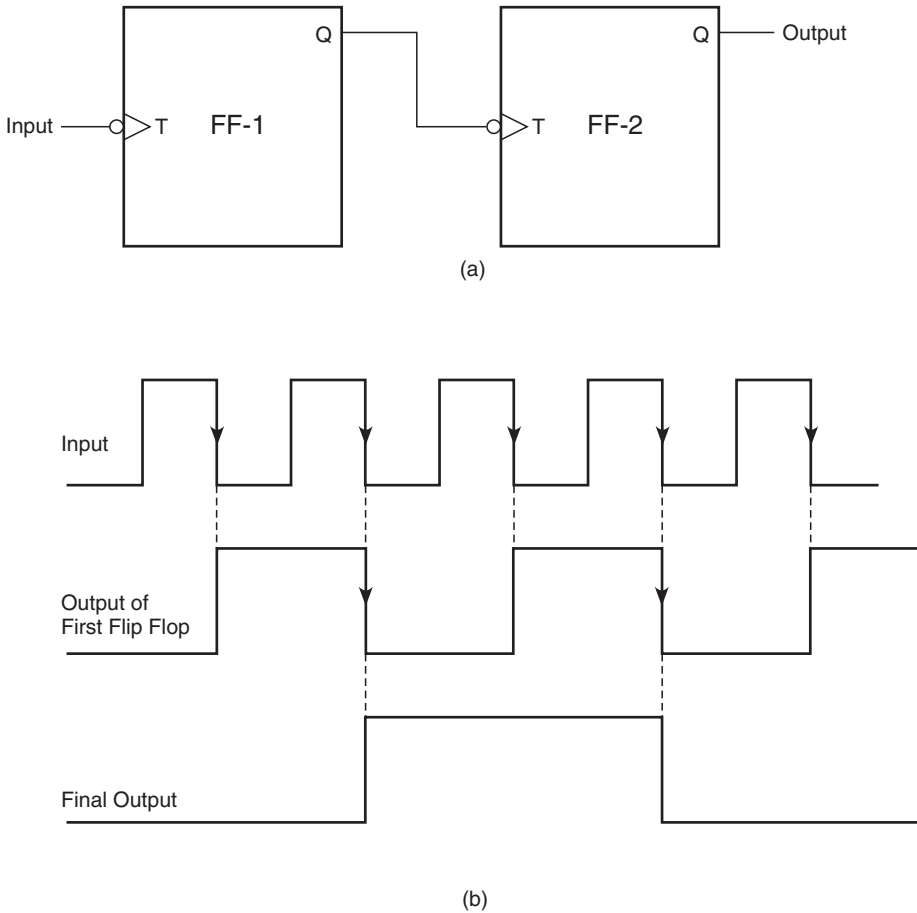 Q
Q
Output
Input
T
FF-1
T
FF-2
(a)
Input
Output of
First Flip Flop
Final Output
(b)